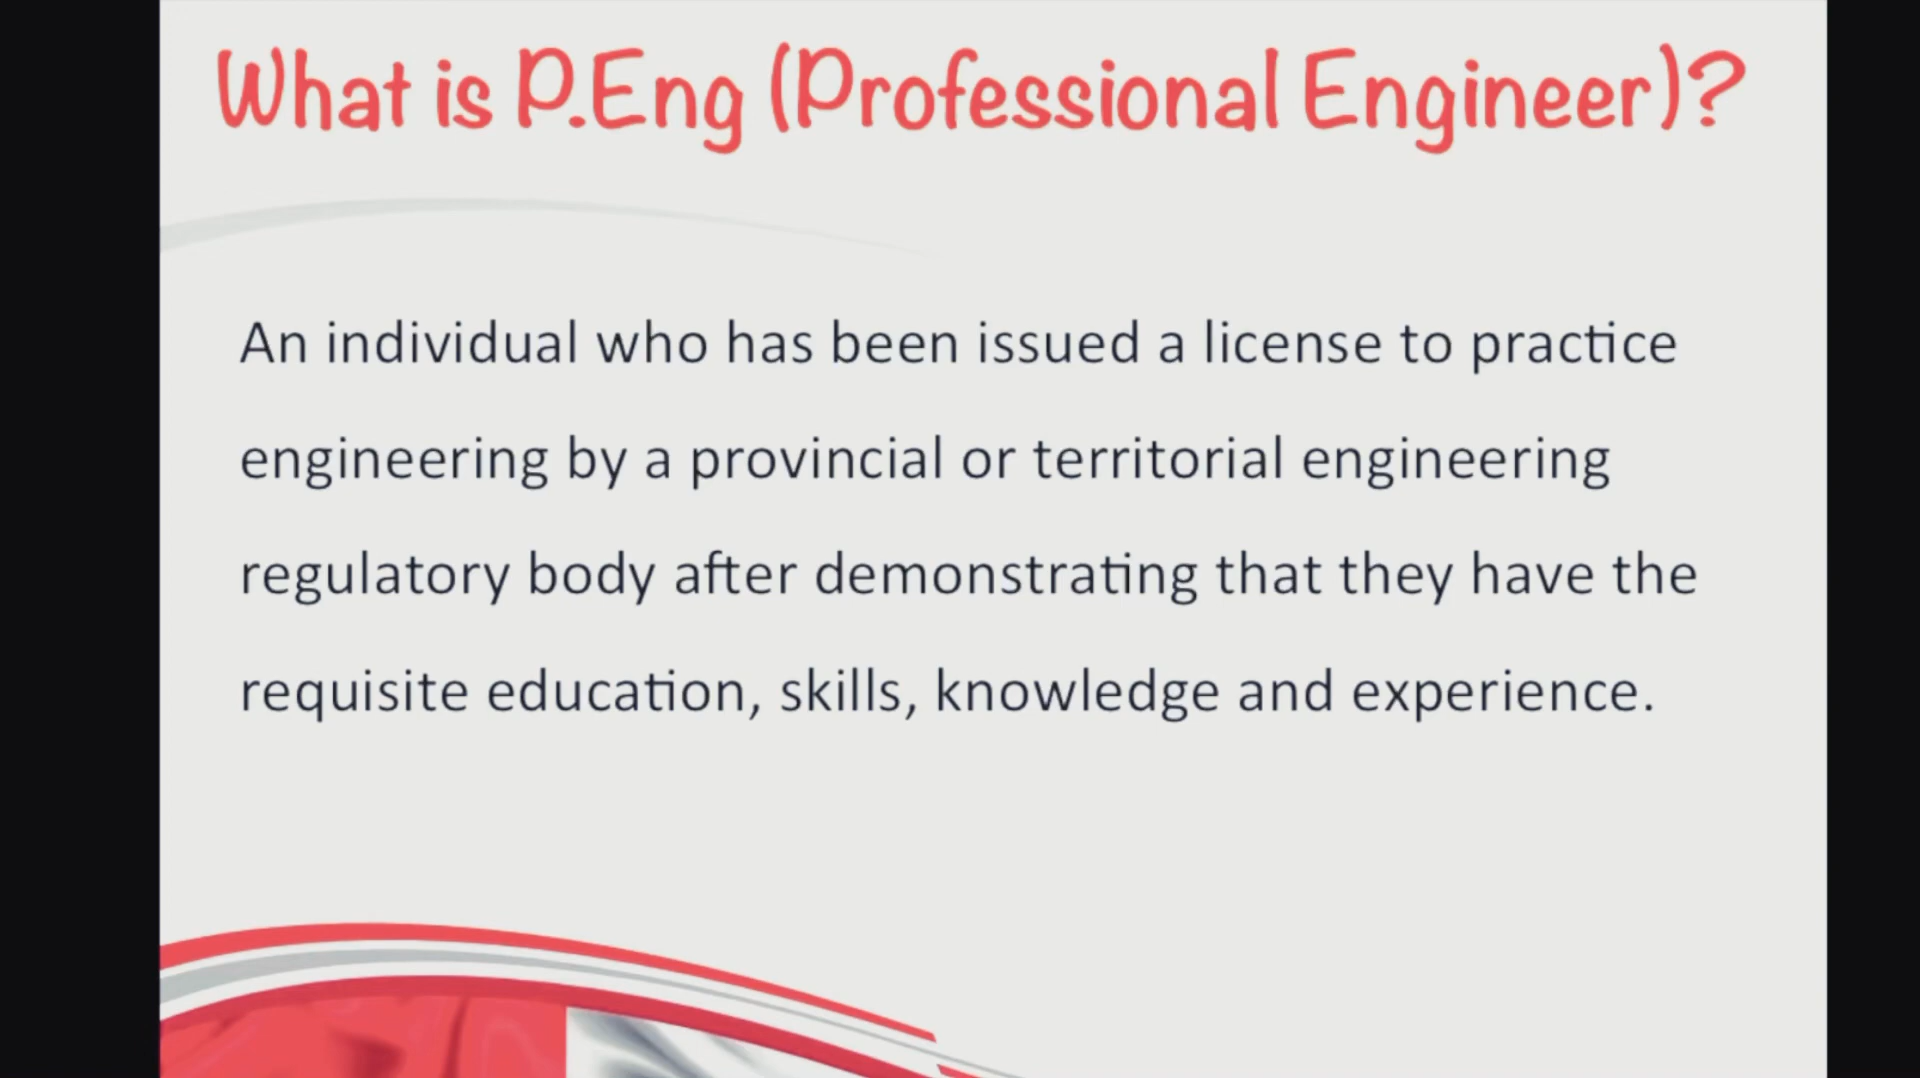 What is P.Eng (Professional Engineer)?
An individual who has been issued a license to practice
engineering by a provincial or territorial engineering
regulatory body after demonstrating that they have the
requisite education, skills, knowledge and experience.